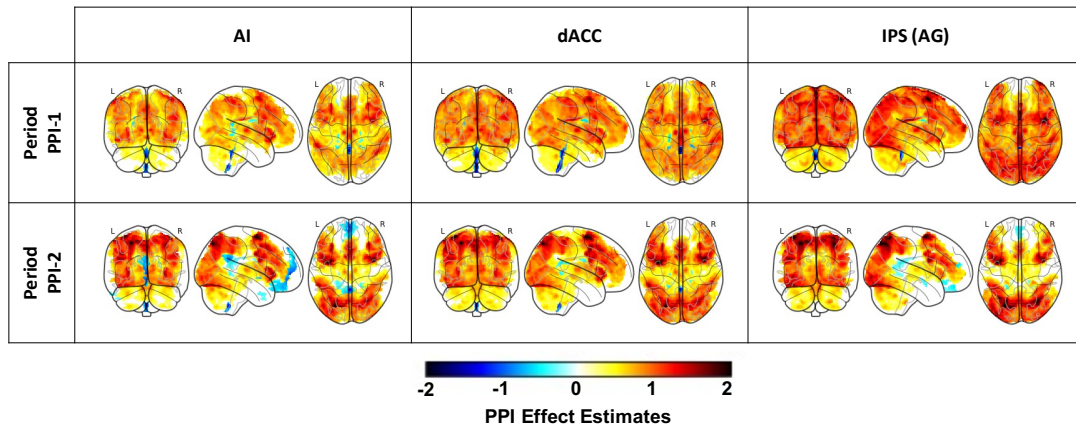 AI dACC IPS (AG)
Period
PPI-1
L R L R L R
Period
PPI-2
L R L R L R
-2 -1 0 1 2
PPI Effect Estimates